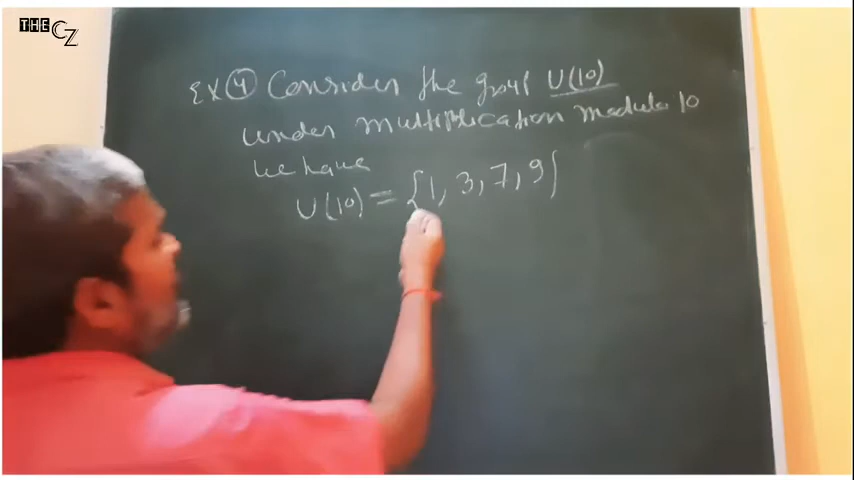 THE CZ
Ex ④ Consider the group U(10)
under multiplication modulo 10
we have
U(10) = {1, 3, 7, 9}